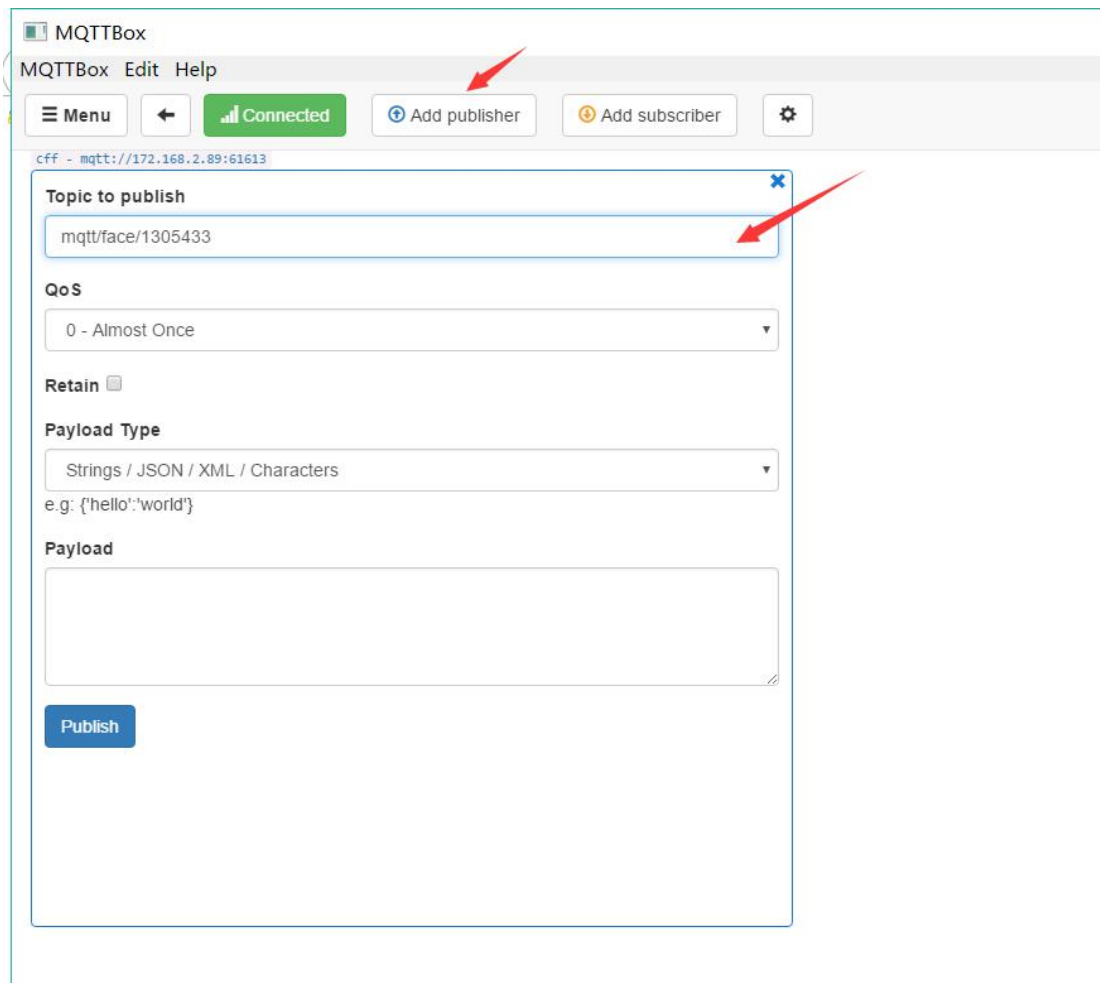 MQTTBox
MQTTBox Edit Help
Menu Connected Add publisher Add subscriber
cff - mqtt://172.168.2.89:61613
Topic to publish
mqtt/face/1305433
QoS
0 - Almost Once
Retain
Payload Type
Strings / JSON / XML / Characters
e.g: {'hello':'world'}
Payload
Publish